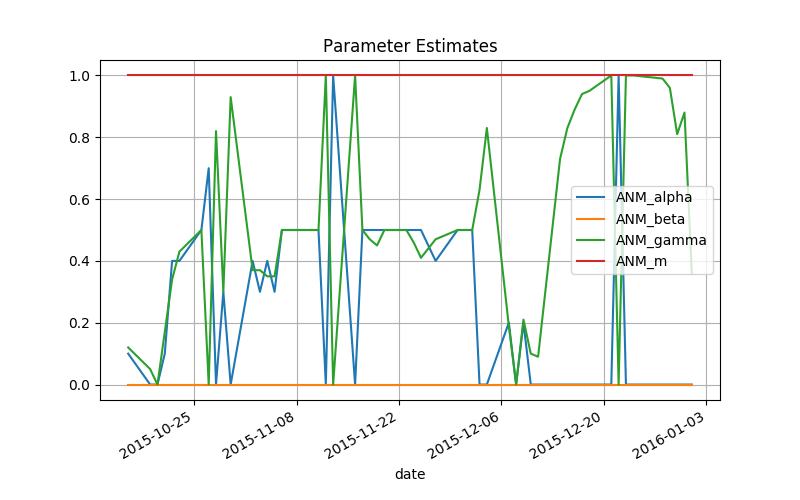 Parameter Estimates
1.0
0.8
0.6
0.4
0.2
0.0
ANM_alpha
ANM_beta
ANM_gamma
ANM_m
2015-10-25
2015-11-08
2015-11-22
2015-12-06
2015-12-20
2016-01-03
date